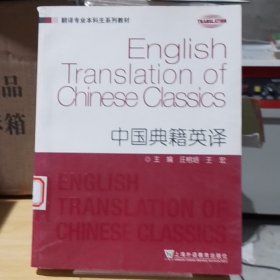 翻译专业本科生系列教材
TRANSLATION
English
Translation of
Chinese Classics
中国典籍英译
主 编 汪榕培 王 宏
ENGLISH
TRANSLATION OF
CHINESE CLASSICS
上海外语教育出版社